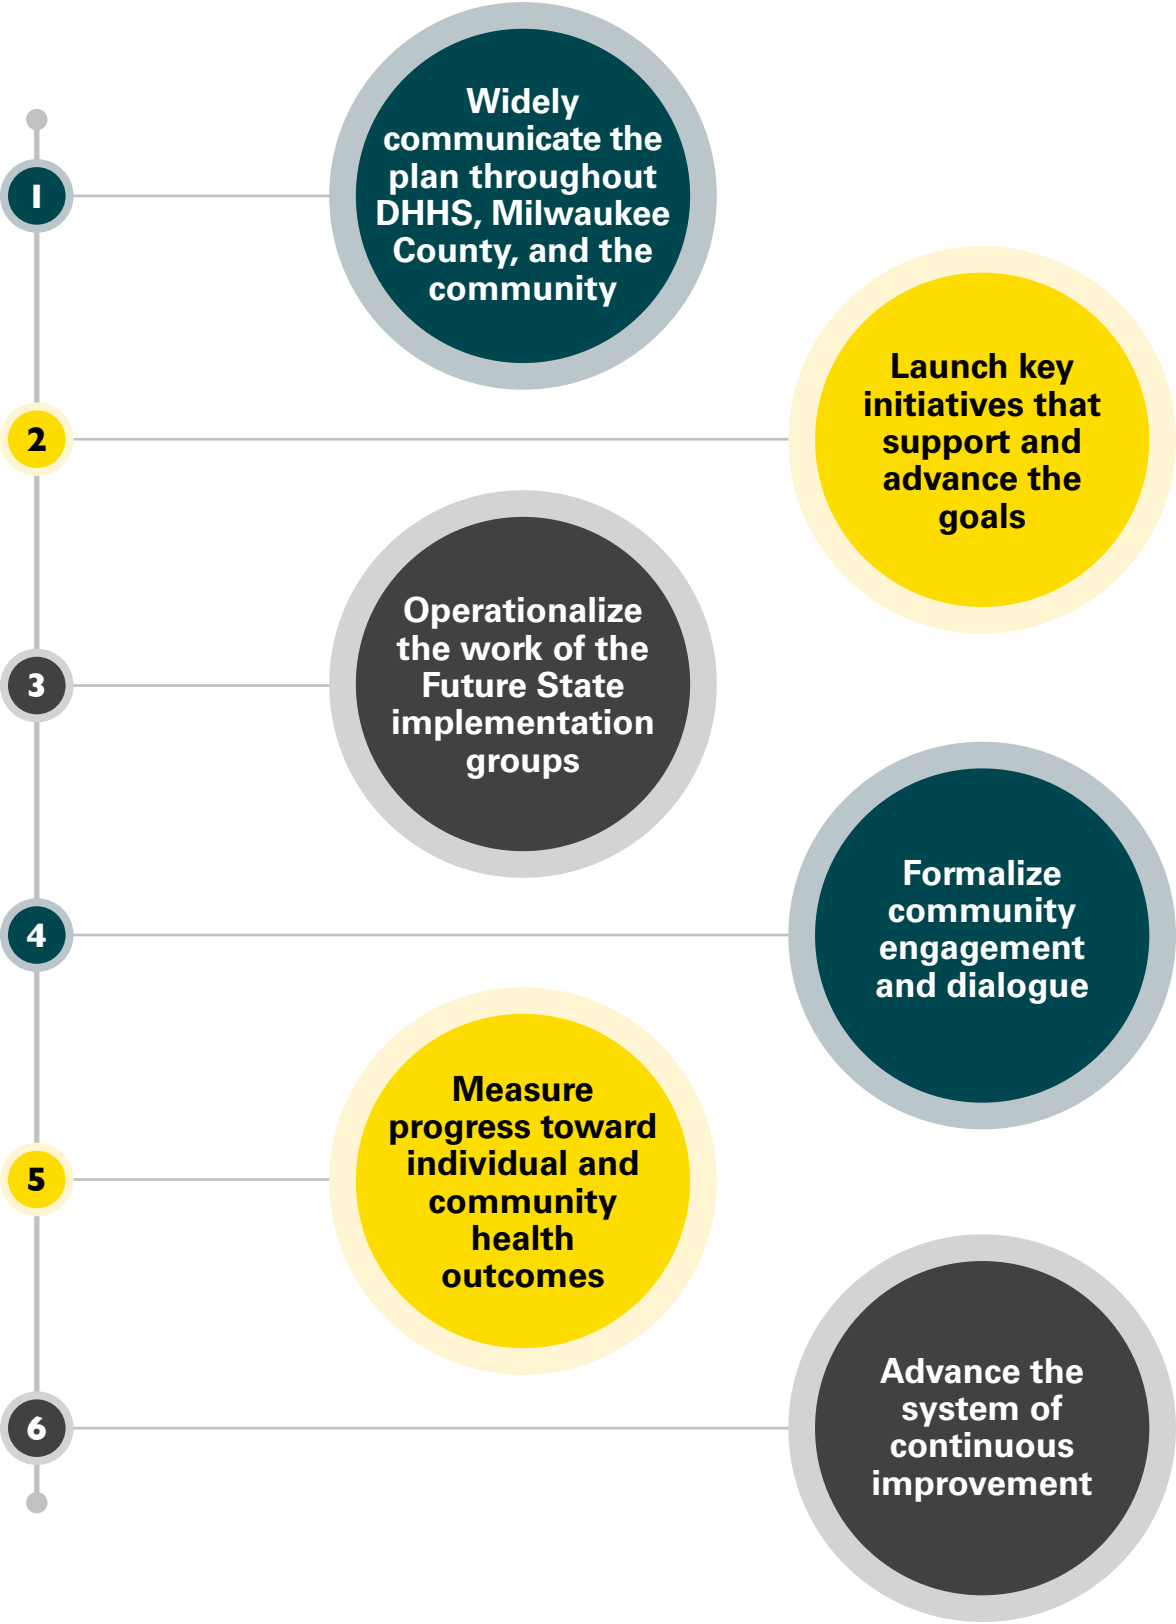 1
Widely
communicate the
plan throughout
DHHS, Milwaukee
County, and the
community
2
Launch key
initiatives that
support and
advance the
goals
3
Operationalize
the work of the
Future State
implementation
groups
4
Formalize
community
engagement
and dialogue
5
Measure
progress toward
individual and
community
health
outcomes
6
Advance the
system of
continuous
improvement